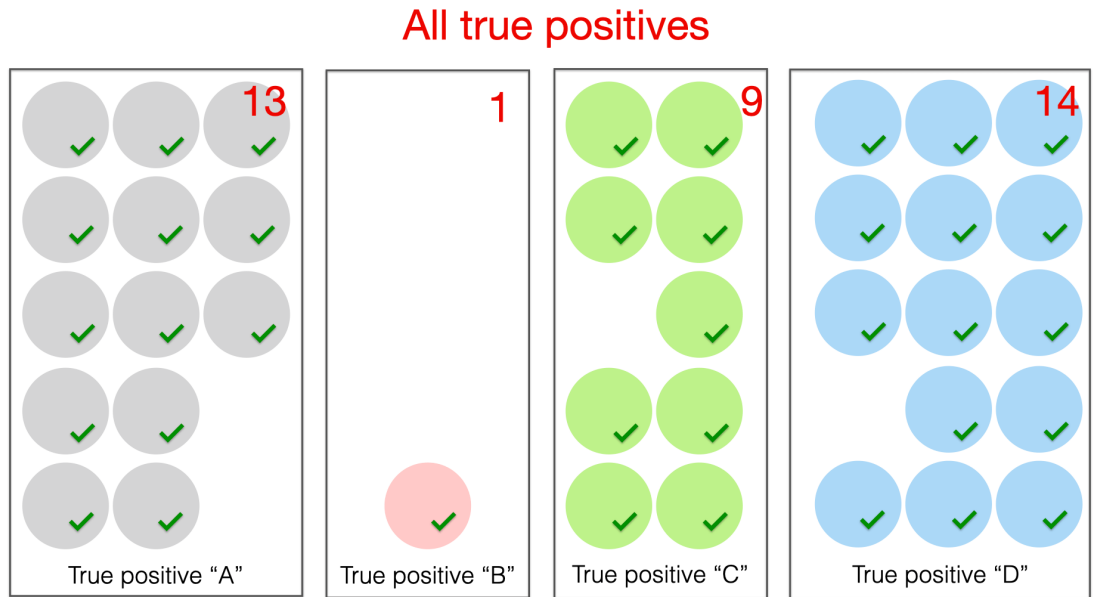 All true positives
13
1
9
14
True positive “A”
True positive “B”
True positive “C”
True positive “D”